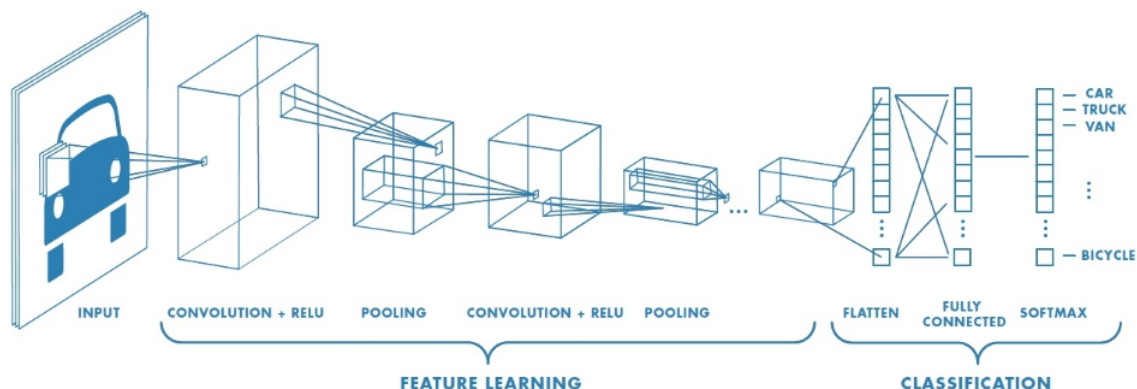 CAR
TRUCK
VAN
BICYCLE
INPUT
CONVOLUTION + RELU
POOLING
CONVOLUTION + RELU
POOLING
FLATTEN
FULLY
CONNECTED
SOFTMAX
FEATURE LEARNING
CLASSIFICATION